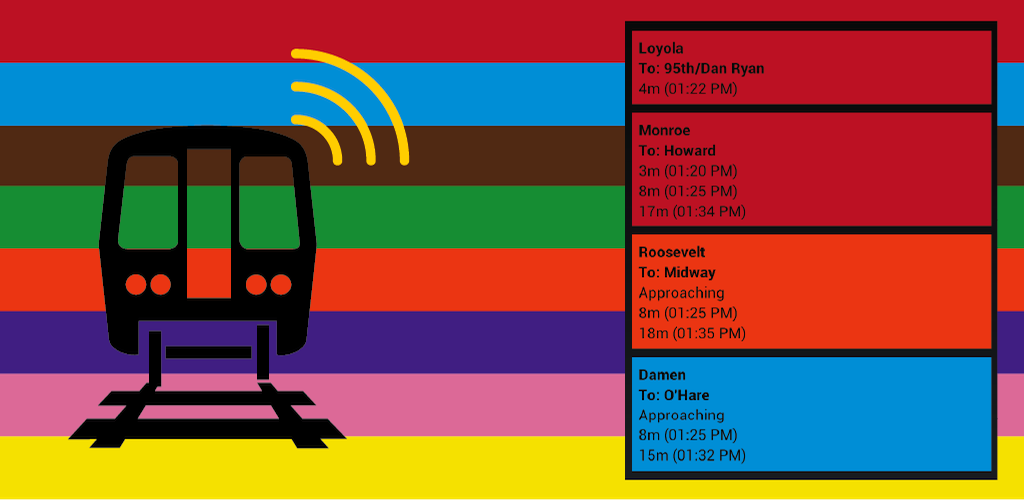 Loyola
To: 95th/Dan Ryan
4m (01:22 PM)
Monroe
To: Howard
3m (01:20 PM)
8m (01:25 PM)
17m (01:34 PM)
Roosevelt
To: Midway
Approaching
8m (01:25 PM)
18m (01:35 PM)
Damen
To: O'Hare
Approaching
8m (01:25 PM)
15m (01:32 PM)